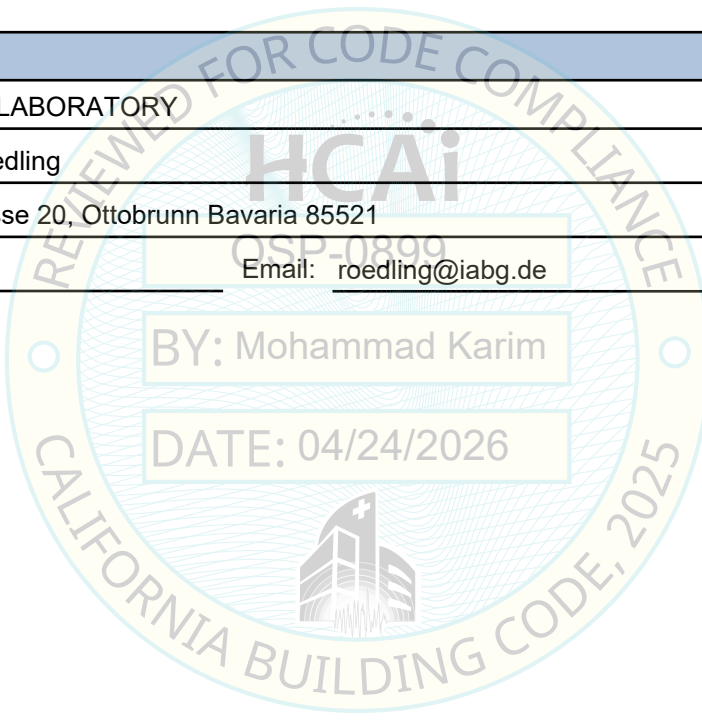 REVIEWED FOR CODE COMPLIANCE
LABORATORY
HCAi
edling
sse 20, Ottobrunn Bavaria 85521
OSP-0899
Email: roedling@iabg.de
BY: Mohammad Karim
DATE: 04/24/2026
CALIFORNIA BUILDING CODE, 2025